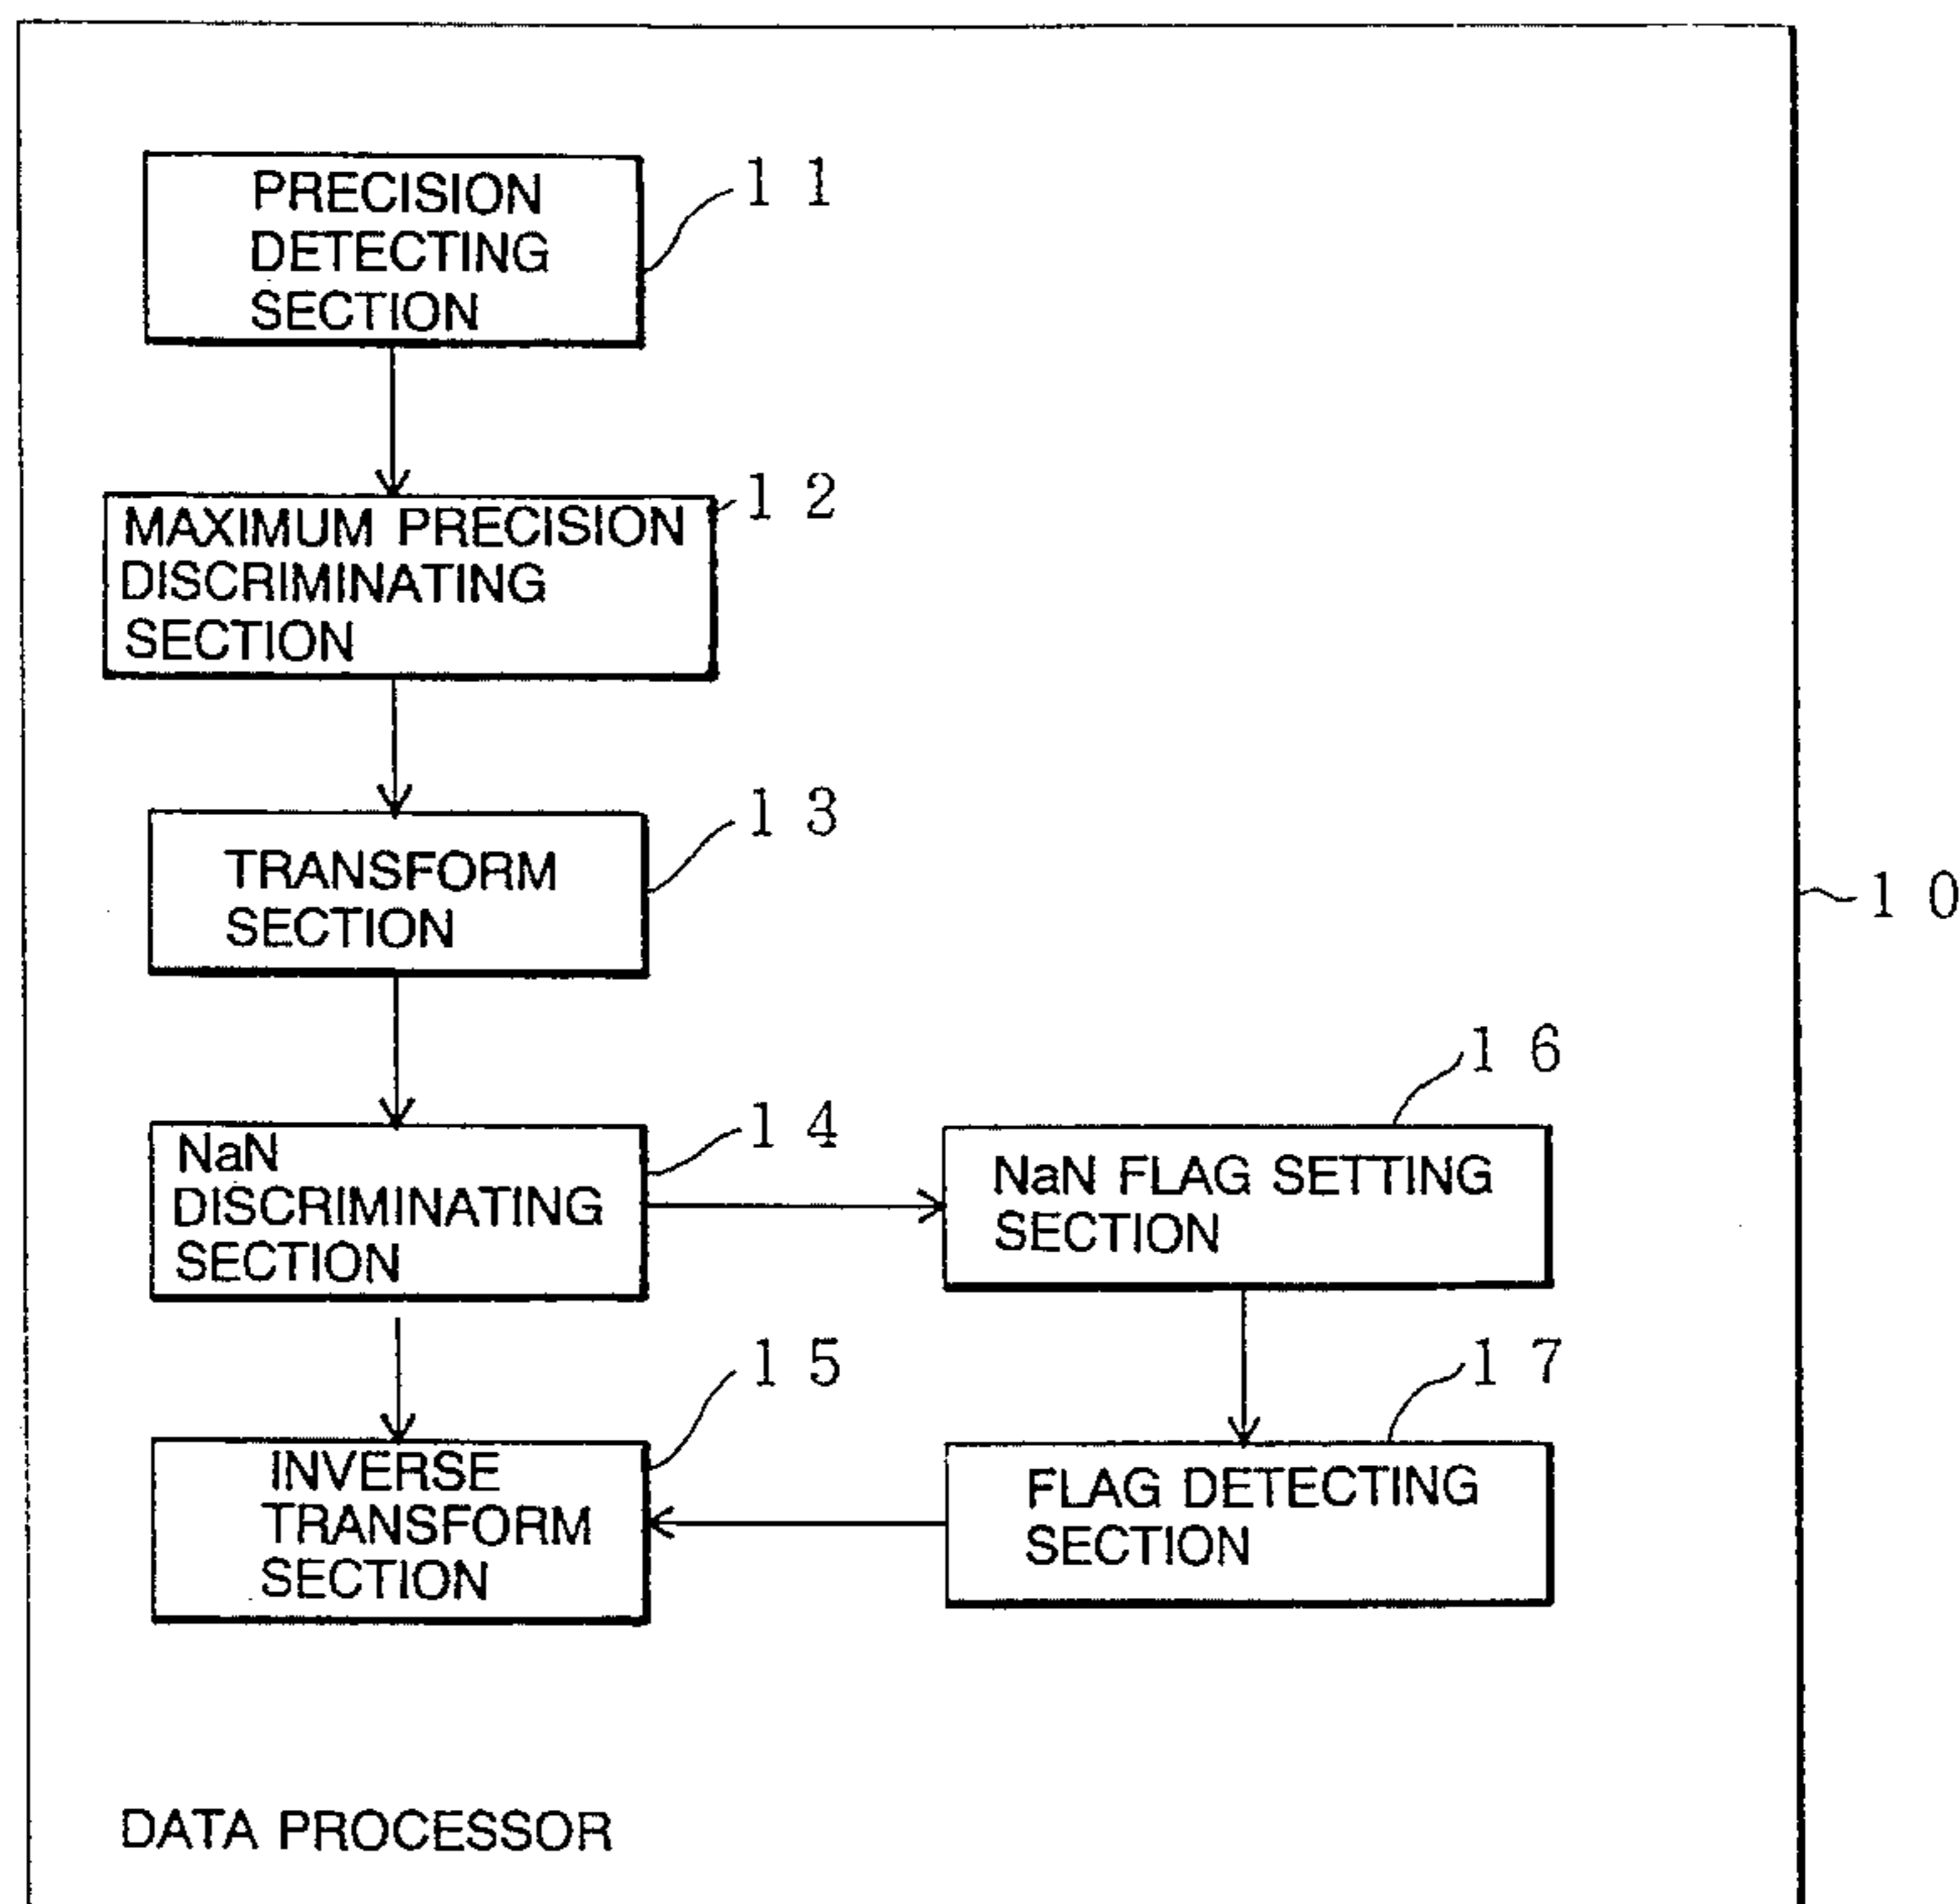 PRECISION
DETECTING
SECTION
11
MAXIMUM PRECISION
DISCRIMINATING
SECTION
12
TRANSFORM
SECTION
13
10
NaN
DISCRIMINATING
SECTION
14
NaN FLAG SETTING
SECTION
16
INVERSE
TRANSFORM
SECTION
15
FLAG DETECTING
SECTION
17
DATA PROCESSOR